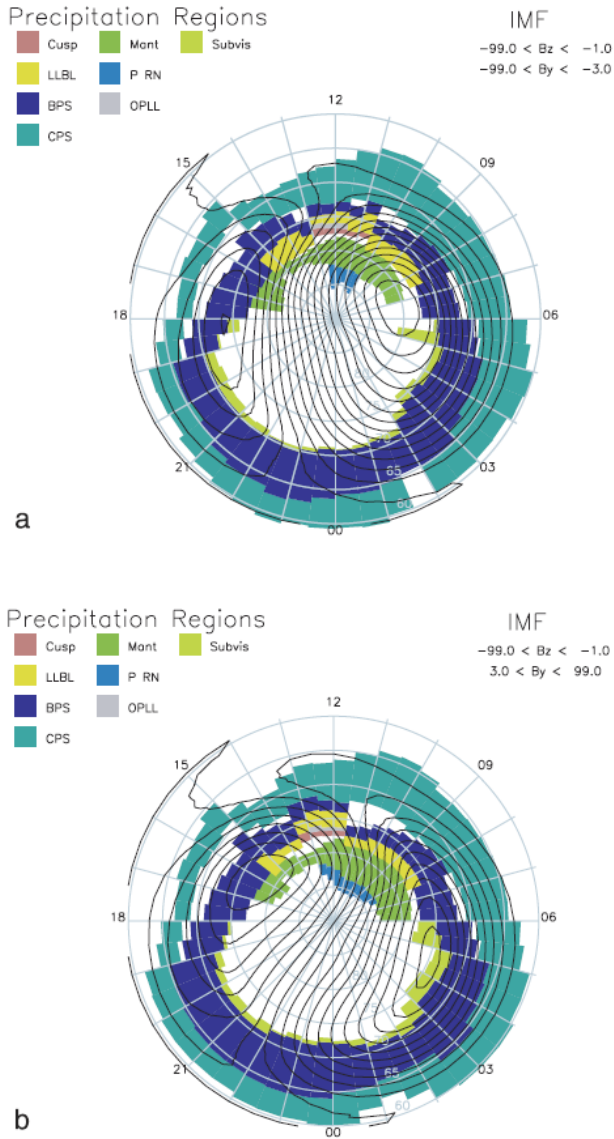 Precipitation Regions
Cusp Mant Subvis
LLBL P RN
BPS OPLL
CPS
IMF
-99.0 < Bz < -1.0
-99.0 < By < -3.0
12
15 09
18 06
21 03
65
60
00
a
Precipitation Regions
Cusp Mant Subvis
LLBL P RN
BPS OPLL
CPS
IMF
-99.0 < Bz < -1.0
3.0 < By < 99.0
12
15 09
18 06
21 03
65
60
00
b